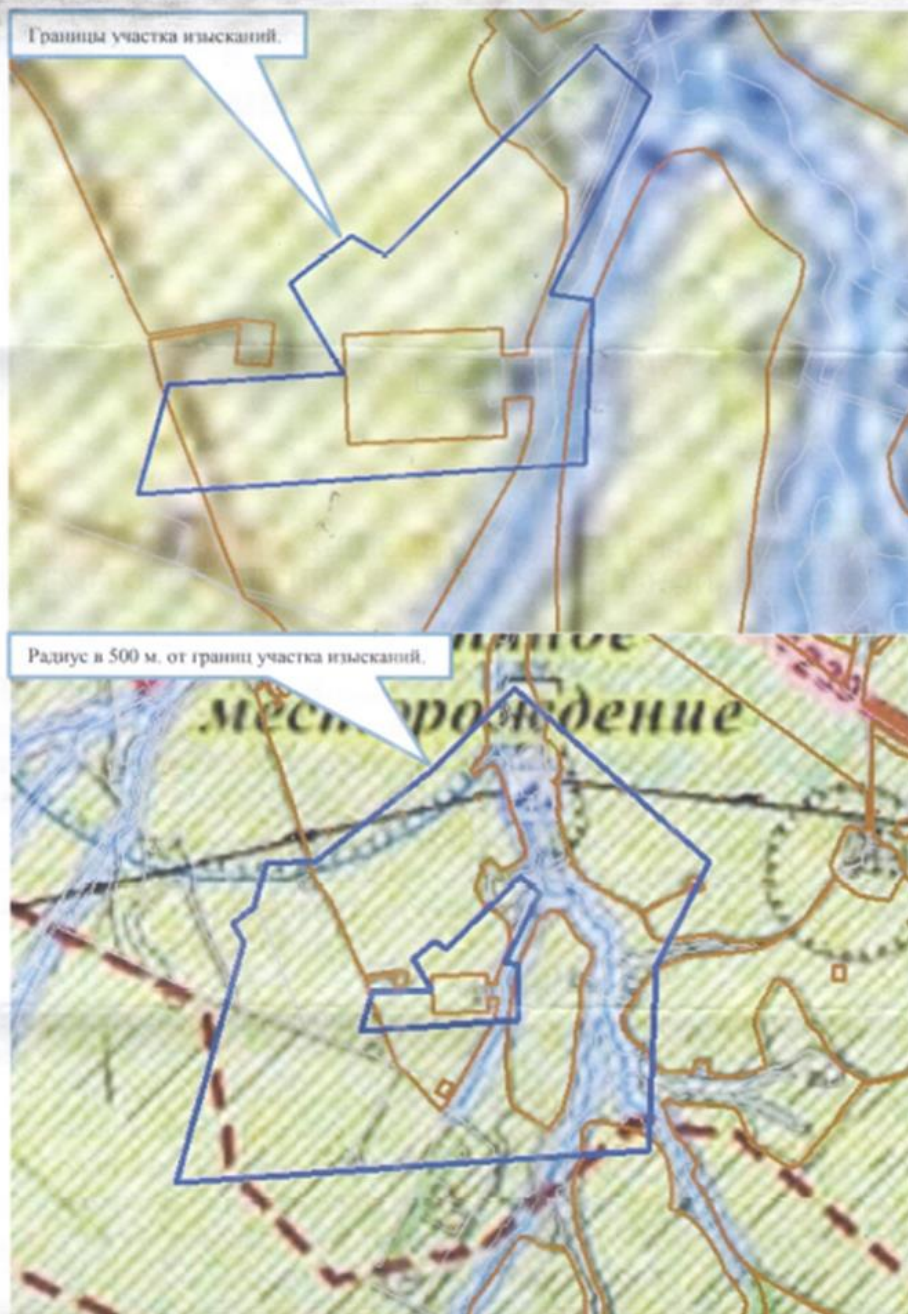 Границы участка изысканий.
Радиус в 500 м. от границ участка изысканий.
месторождение